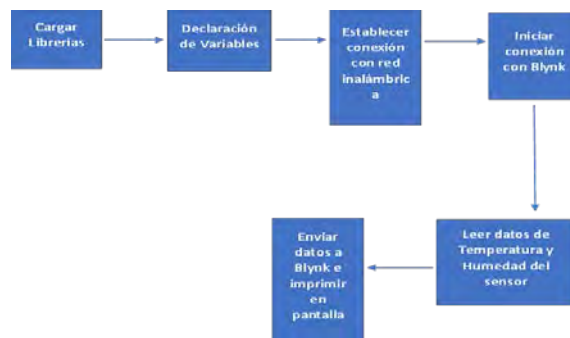 Cargar
Librerías
Declaración
de Variables
Establecer
conexión
con red
inalámbric
a
Iniciar
conexión
con Blynk
Leer datos de
Temperatura y
Humedad del
sensor
Enviar
datos a
Blynk e
imprimir
en
pantalla